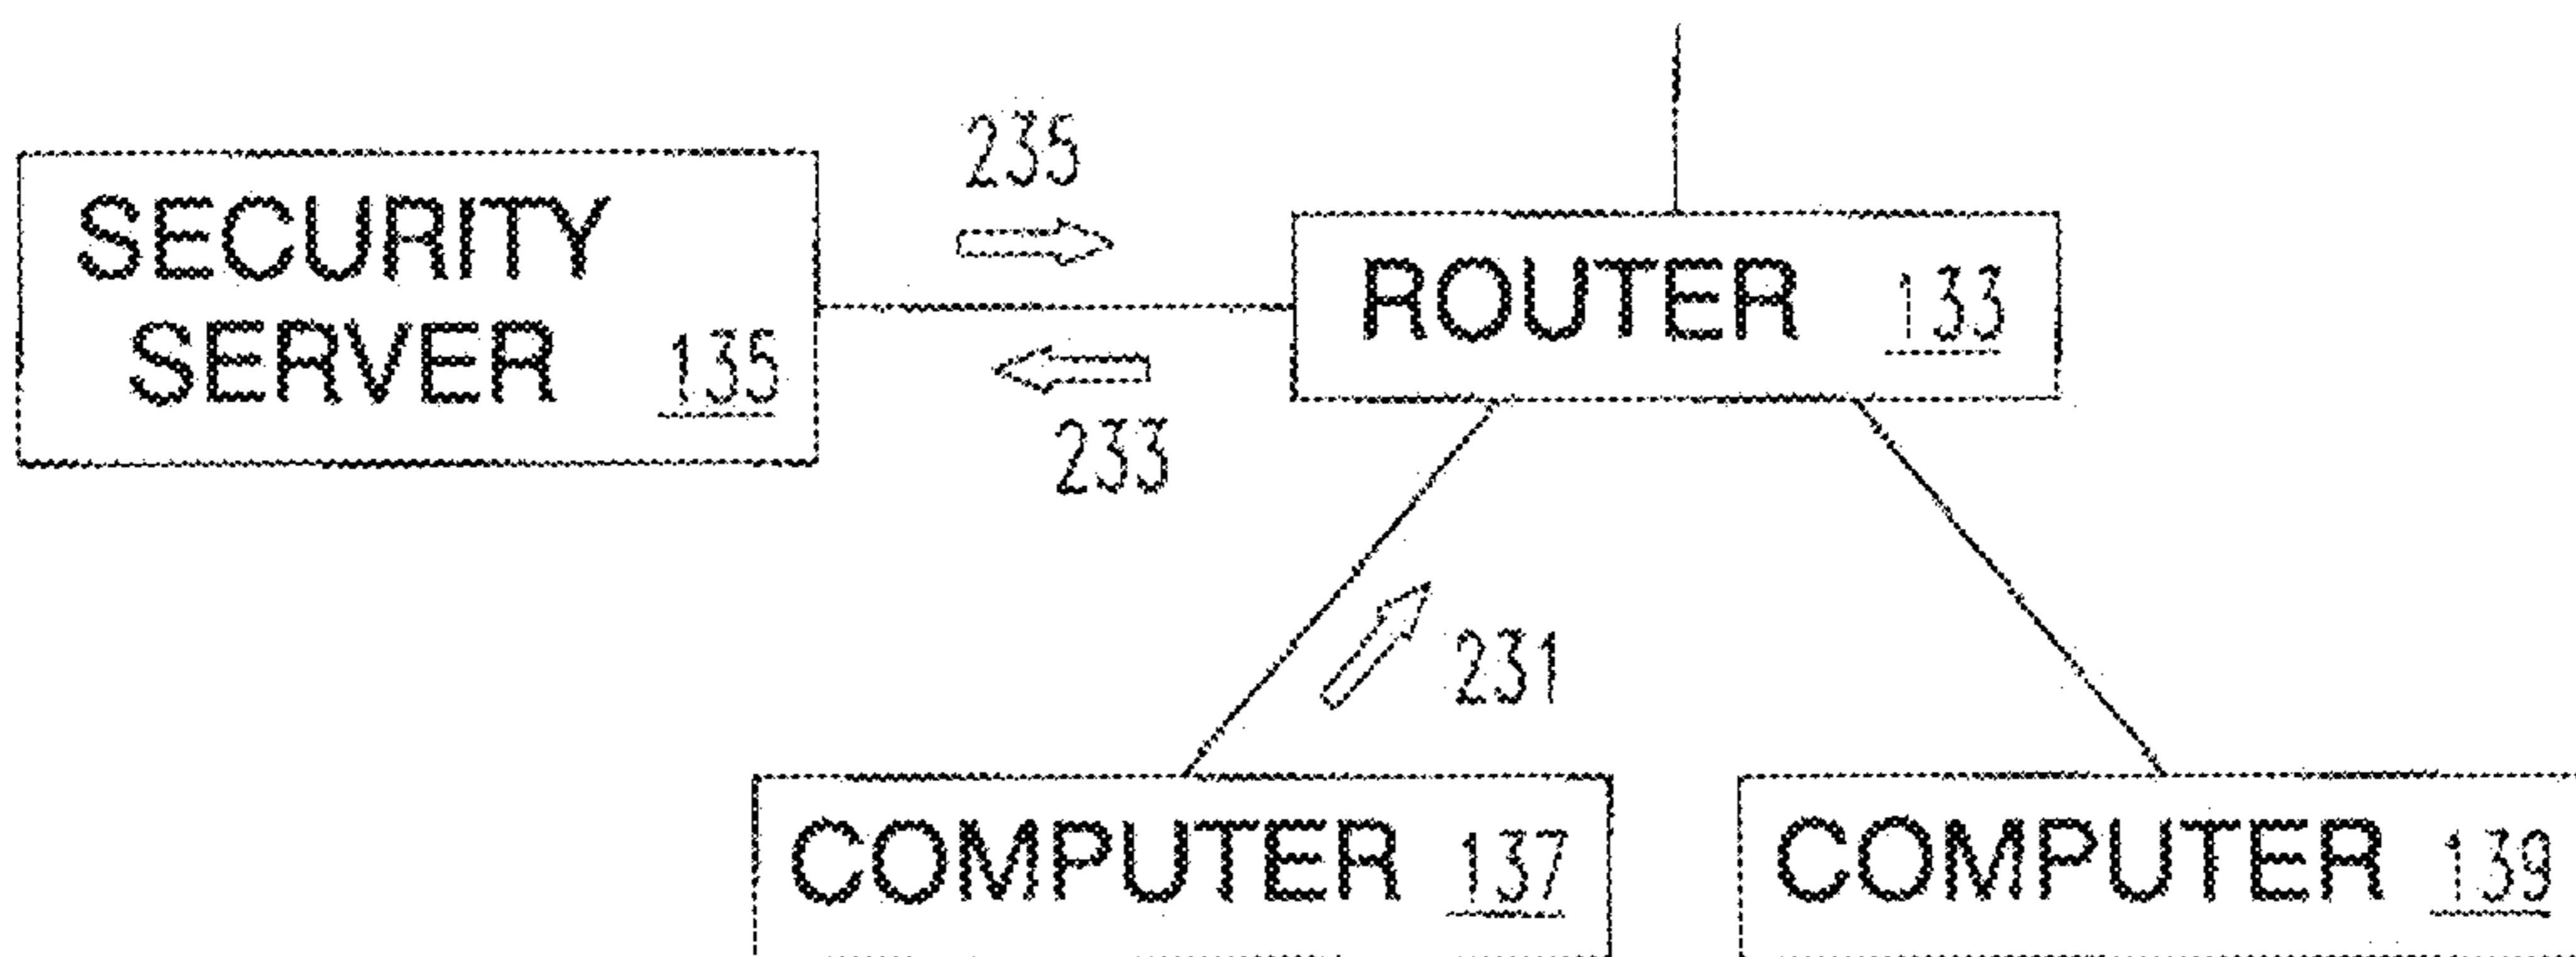 235
SECURITY
SERVER 135
ROUTER 133
233
231
COMPUTER 137
COMPUTER 139